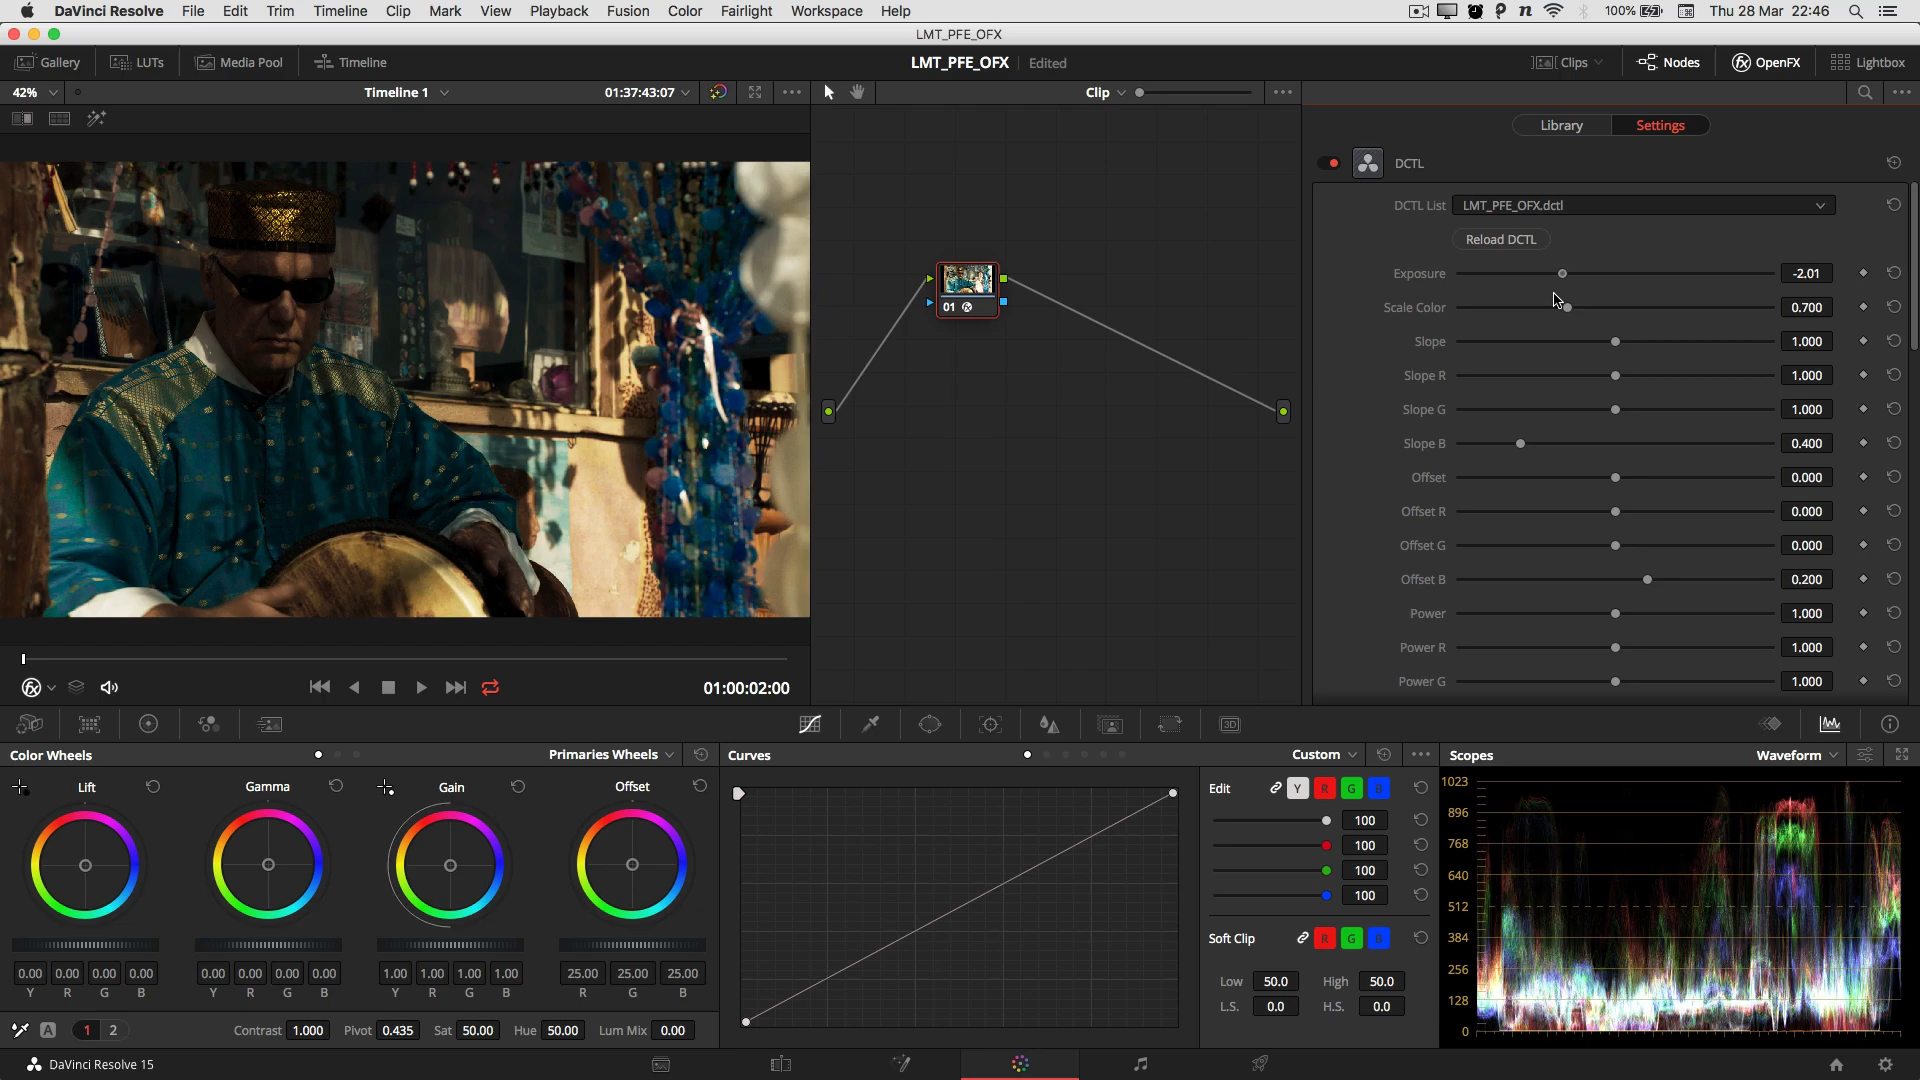 DaVinci Resolve File Edit Trim Timeline Clip Mark View Playback Fusion Color Fairlight Workspace Help 100% Thu 28 Mar 22:46
LMT_PFE_OFX
Gallery LUTs Media Pool Timeline LMT_PFE_OFX Edited Clips Nodes OpenFX Lightbox
42% Timeline 1 01:37:43:07 Clip
Library Settings
DCTL
DCTL List LMT_PFE_OFX.dctl
Reload DCTL
Exposure -2.01
Scale Color 0.700
Slope 1.000
Slope R 1.000
Slope G 1.000
Slope B 0.400
Offset 0.000
Offset R 0.000
Offset G 0.000
Offset B 0.200
Power 1.000
Power R 1.000
Power G 1.000
01
01:00:02:00
3D
Color Wheels Primaries Wheels Curves Custom Scopes Waveform
Lift Gamma Gain Offset
0.00 0.00 0.00 0.00 0.00 0.00 0.00 0.00 1.00 1.00 1.00 1.00 25.00 25.00 25.00
Y R G B Y R G B Y R G B R G B
A 1 2 Contrast 1.000 Pivot 0.435 Sat 50.00 Hue 50.00 Lum Mix 0.00
Edit Y R G B
100
100
100
100
Soft Clip R G B
Low 50.0 High 50.0
L.S. 0.0 H.S. 0.0
1023
896
768
640
512
384
256
128
0
DaVinci Resolve 15